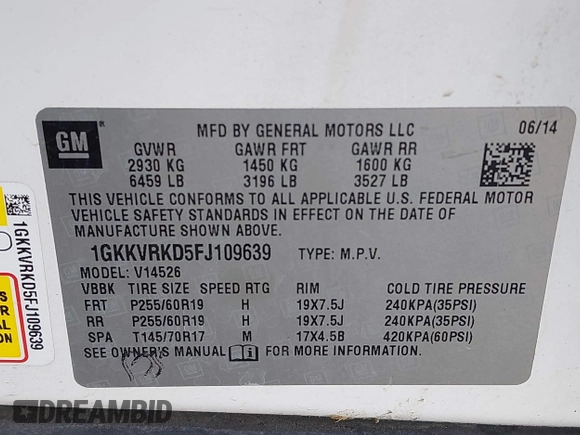 GM
MFD BY GENERAL MOTORS LLC 06/14
GVWR GAWR FRT GAWR RR
2930 KG 1450 KG 1600 KG
6459 LB 3196 LB 3527 LB
THIS VEHICLE CONFORMS TO ALL APPLICABLE U.S. FEDERAL MOTOR
VEHICLE SAFETY STANDARDS IN EFFECT ON THE DATE OF
MANUFACTURE SHOWN ABOVE.
1GKKVRKD5FJ109639 TYPE: M.P.V.
MODEL: V14526
VBBK TIRE SIZE SPEED RTG RIM COLD TIRE PRESSURE
FRT P255/60R19 H 19X7.5J 240KPA(35PSI)
RR P255/60R19 H 19X7.5J 240KPA(35PSI)
SPA T145/70R17 M 17X4.5B 420KPA(60PSI)
SEE OWNER'S MANUAL FOR MORE INFORMATION
1GKKVRKD5FJ109639
DREAMBID.COM